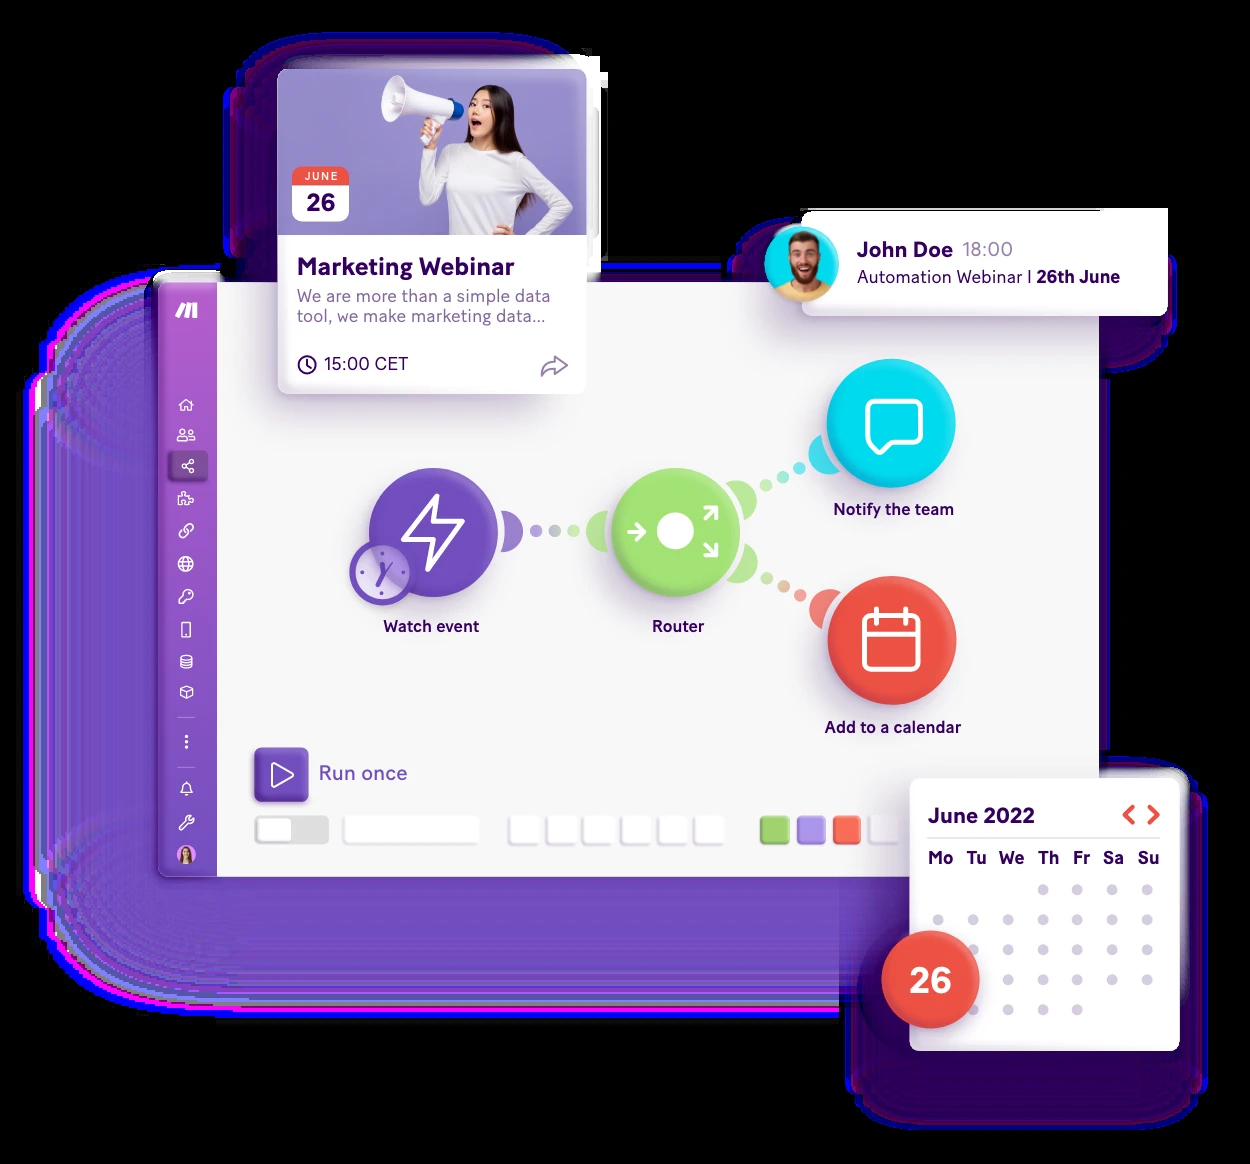 JUNE
26
Marketing Webinar
We are more than a simple data
tool, we make marketing data...
15:00 CET
John Doe 18:00
Automation Webinar I 26th June
Notify the team
Watch event
Router
Add to a calendar
Run once
June 2022
Mo Tu We Th Fr Sa Su
26